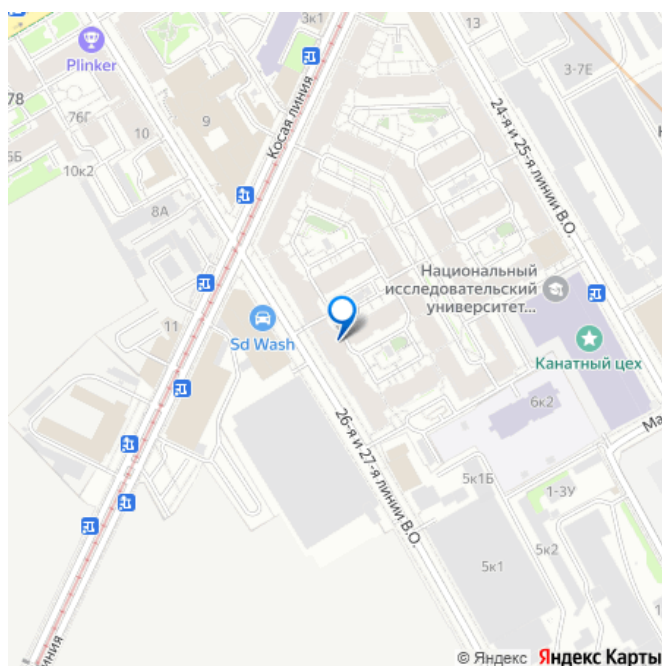 3к1
13
Plinker
3-7Е
78
76Г
9
10
Косая линия
24-я и 25-я линии В.О.
10к2
8А
Национальный
исследовательский
университет...
11
Sd Wash
Канатный цех
6к2
26-я и 27-я линии В.О.
5к1Б
1-3У
5к2
5к1
© Яндекс Яндекс Карты